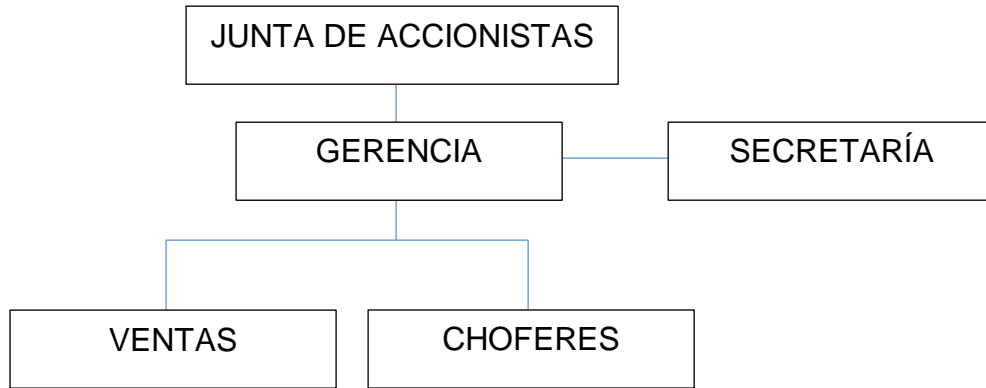 JUNTA DE ACCIONISTAS
GERENCIA
SECRETARÍA
VENTAS
CHOFERES